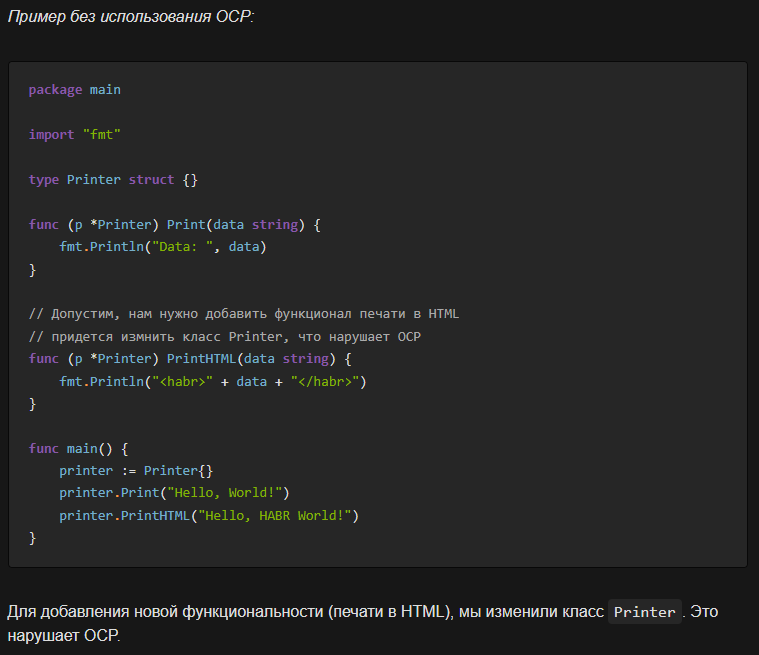 Пример без использования OCP:
package main
import "fmt"
type Printer struct {}
func (p *Printer) Print(data string) {
    fmt.Println("Data: ", data)
}
// Допустим, нам нужно добавить функционал печати в HTML
// придется измнить класс Printer, что нарушает OCP
func (p *Printer) PrintHTML(data string) {
    fmt.Println("<habr>" + data + "</habr>")
}
func main() {
    printer := Printer{}
    printer.Print("Hello, World!")
    printer.PrintHTML("Hello, HABR World!")
}
Для добавления новой функциональности (печати в HTML), мы изменили класс Printer. Это
нарушает OCP.